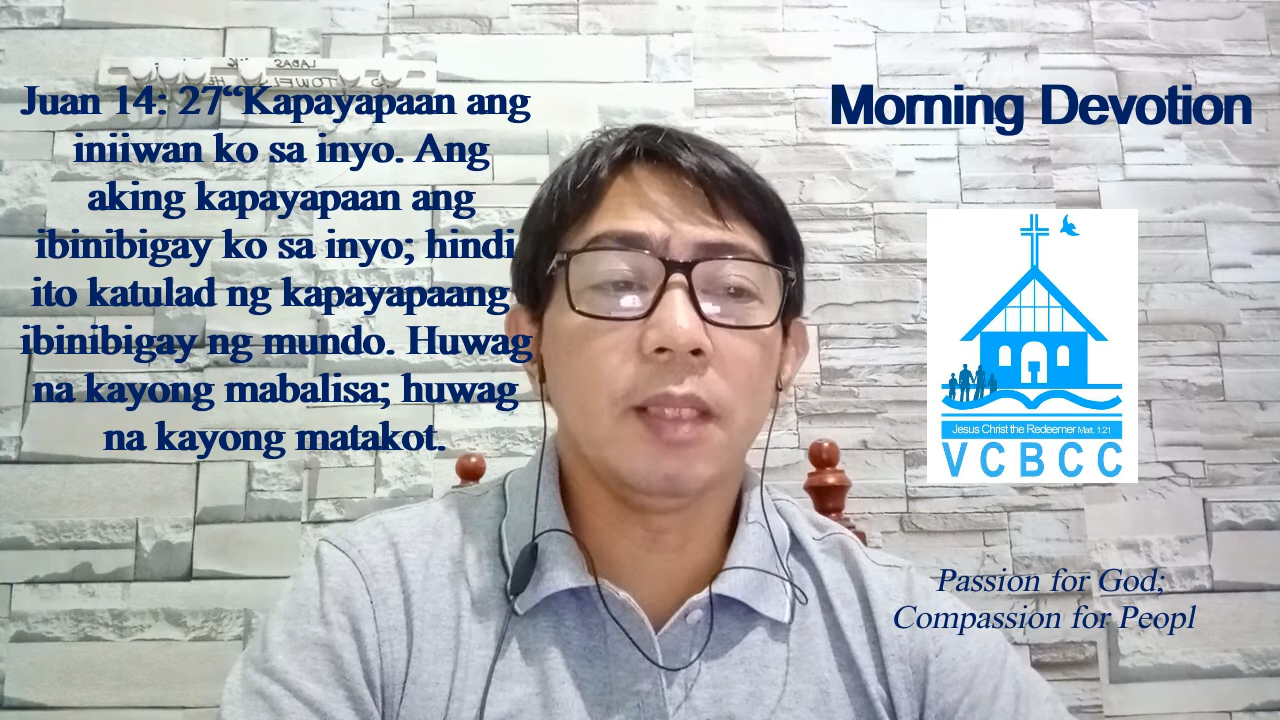 Juan 14: 27“Kapayapaan ang
iniiwan ko sa inyo. Ang
aking kapayapaan ang
ibinibigay ko sa inyo; hindi
ito katulad ng kapayapaang
ibinibigay ng mundo. Huwag
na kayong mabalisa; huwag
na kayong matakot.
Morning Devotion
Jesus Christ the Redeemer Matt. 1:21
VCBCC
Passion for God;
Compassion for Peopl